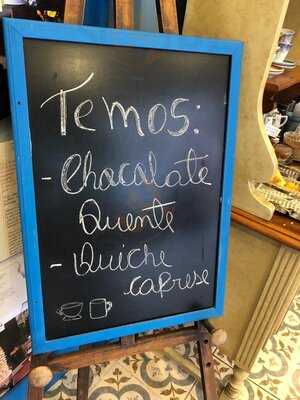 Temos:
- Chocolate
Quente
- Quiche
caprese